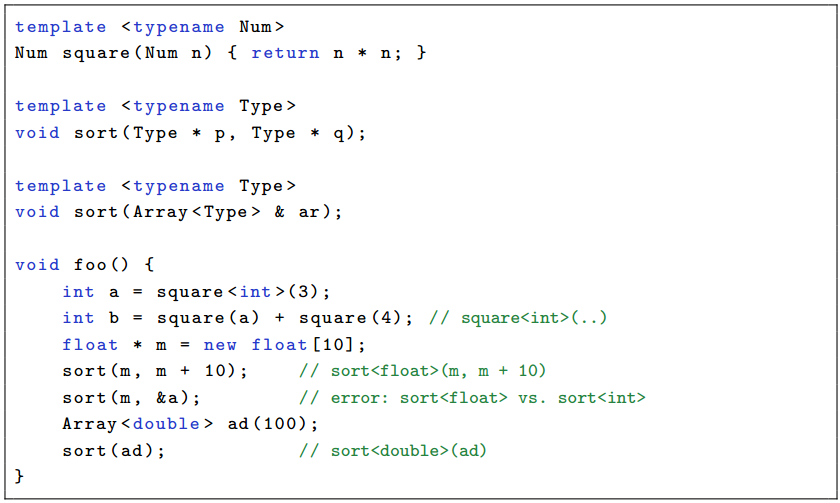 template <typename Num>
Num square(Num n) { return n * n; }

template <typename Type>
void sort(Type * p, Type * q);

template <typename Type>
void sort(Array<Type> & ar);

void foo() {
    int a = square<int>(3);
    int b = square(a) + square(4); // square<int>(..)
    float * m = new float[10];
    sort(m, m + 10);     // sort<float>(m, m + 10)
    sort(m, &a);         // error: sort<float> vs. sort<int>
    Array<double> ad(100);
    sort(ad);            // sort<double>(ad)
}